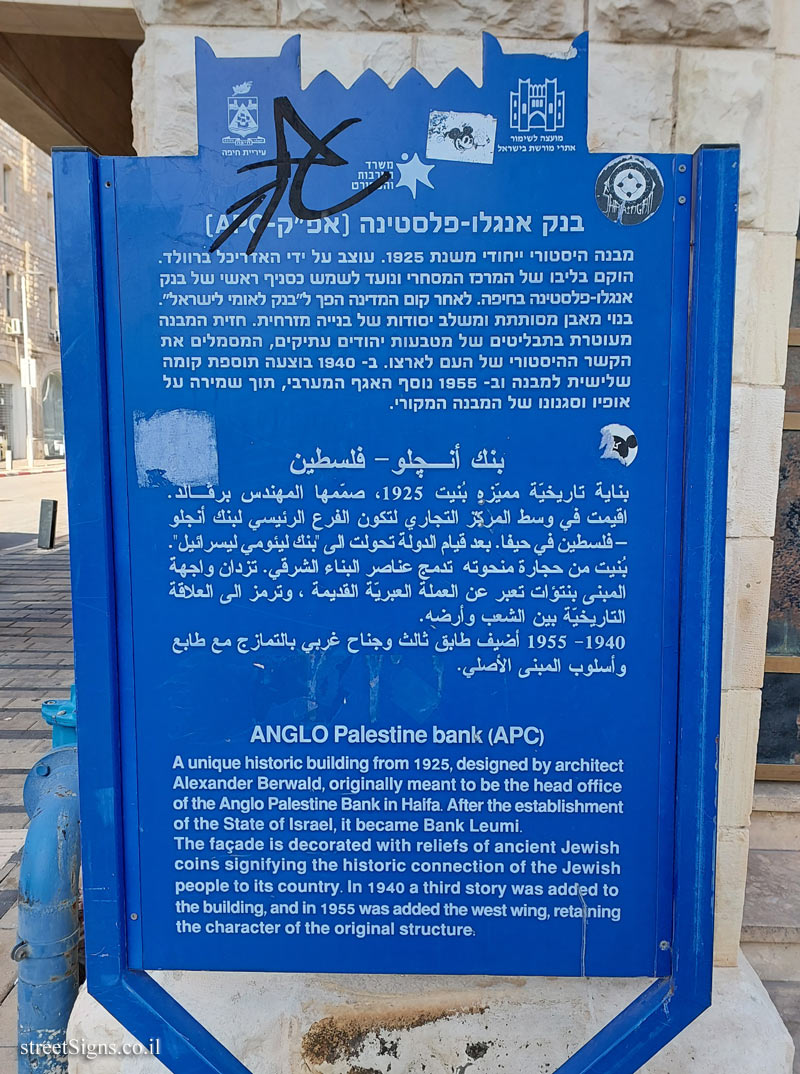 עיריית חיפה
משרד
התרבות
והספורט
מועצה לשימור
אתרי מורשת בישראל
בנק אנגלו-פלסטינה (אפ״ק-APC)
מבנה היסטורי ייחודי משנת 1925. עוצב על ידי האדריכל ברוולד.
הוקם בליבו של המרכז המסחרי ונועד לשמש כסניף ראשי של בנק
אנגלו-פלסטינה בחיפה. לאחר קום המדינה הפך ל״בנק לאומי לישראל״.
בנוי מאבן מסותתת ומשלב יסודות של בנייה מזרחית. חזית המבנה
מעוטרת בתבליטים של מטבעות יהודים עתיקים, המסמלים את
הקשר ההיסטורי של העם לארצו. ב- 1940 בוצעה תוספת קומה
שלישית למבנה וב- 1955 נוסף האגף המערבי, תוך שמירה על
אופיו וסגנונו של המבנה המקורי.
بنك أنـــچلو– فلسطين
بناية تاريخيّة مميّزه بُنيت 1925، صمّمها المهندس برڤـــالد.
اقيمت في وسط المركز التجاري لتكون الفرع الرئيسي لبنك أنجلو
– فلسطين في حيفا. بعد قيام الدولة تحولت الى "بنك ليئومي ليسرائيل".
بُنيت من حجارة منحوته تدمج عناصر البناء الشرقي. تزدان واجهة
المبنى بنتؤات تعبر عن العملة العبريّة القديمة ، وترمز الى العلاقة
التاريخيّة بين الشعب وأرضه.
1940– 1955 أضيف طابق ثالث وجناح غربي بالتمازج مع طابع
وأسلوب المبنى الأصلي.
ANGLO Palestine bank (APC)
A unique historic building from 1925, designed by architect
Alexander Berwald, originally meant to be the head office
of the Anglo Palestine Bank in Haifa. After the establishment
of the State of Israel, it became Bank Leumi.
The façade is decorated with reliefs of ancient Jewish
coins signifying the historic connection of the Jewish
people to its country. In 1940 a third story was added to
the building, and in 1955 was added the west wing, retaining
the character of the original structure.
streetSigns.co.il